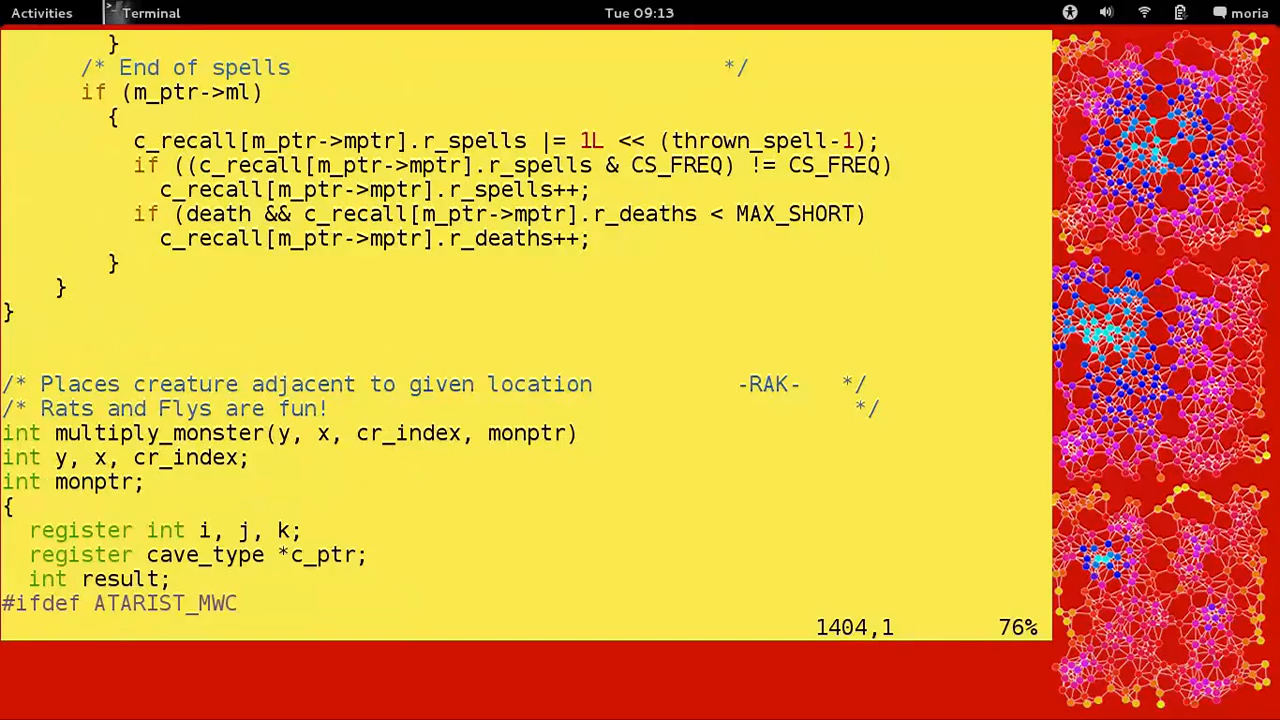 Activities Terminal Tue 09:13 moria
}
/* End of spells */
if (m_ptr->ml)
{
c_recall[m_ptr->mptr].r_spells |= 1L << (thrown_spell-1);
if ((c_recall[m_ptr->mptr].r_spells & CS_FREQ) != CS_FREQ)
c_recall[m_ptr->mptr].r_spells++;
if (death && c_recall[m_ptr->mptr].r_deaths < MAX_SHORT)
c_recall[m_ptr->mptr].r_deaths++;
}
}
}
/* Places creature adjacent to given location -RAK- */
/* Rats and Flys are fun! */
int multiply_monster(y, x, cr_index, monptr)
int y, x, cr_index;
int monptr;
{
register int i, j, k;
register cave_type *c_ptr;
int result;
#ifdef ATARIST_MWC
1404,1 76%